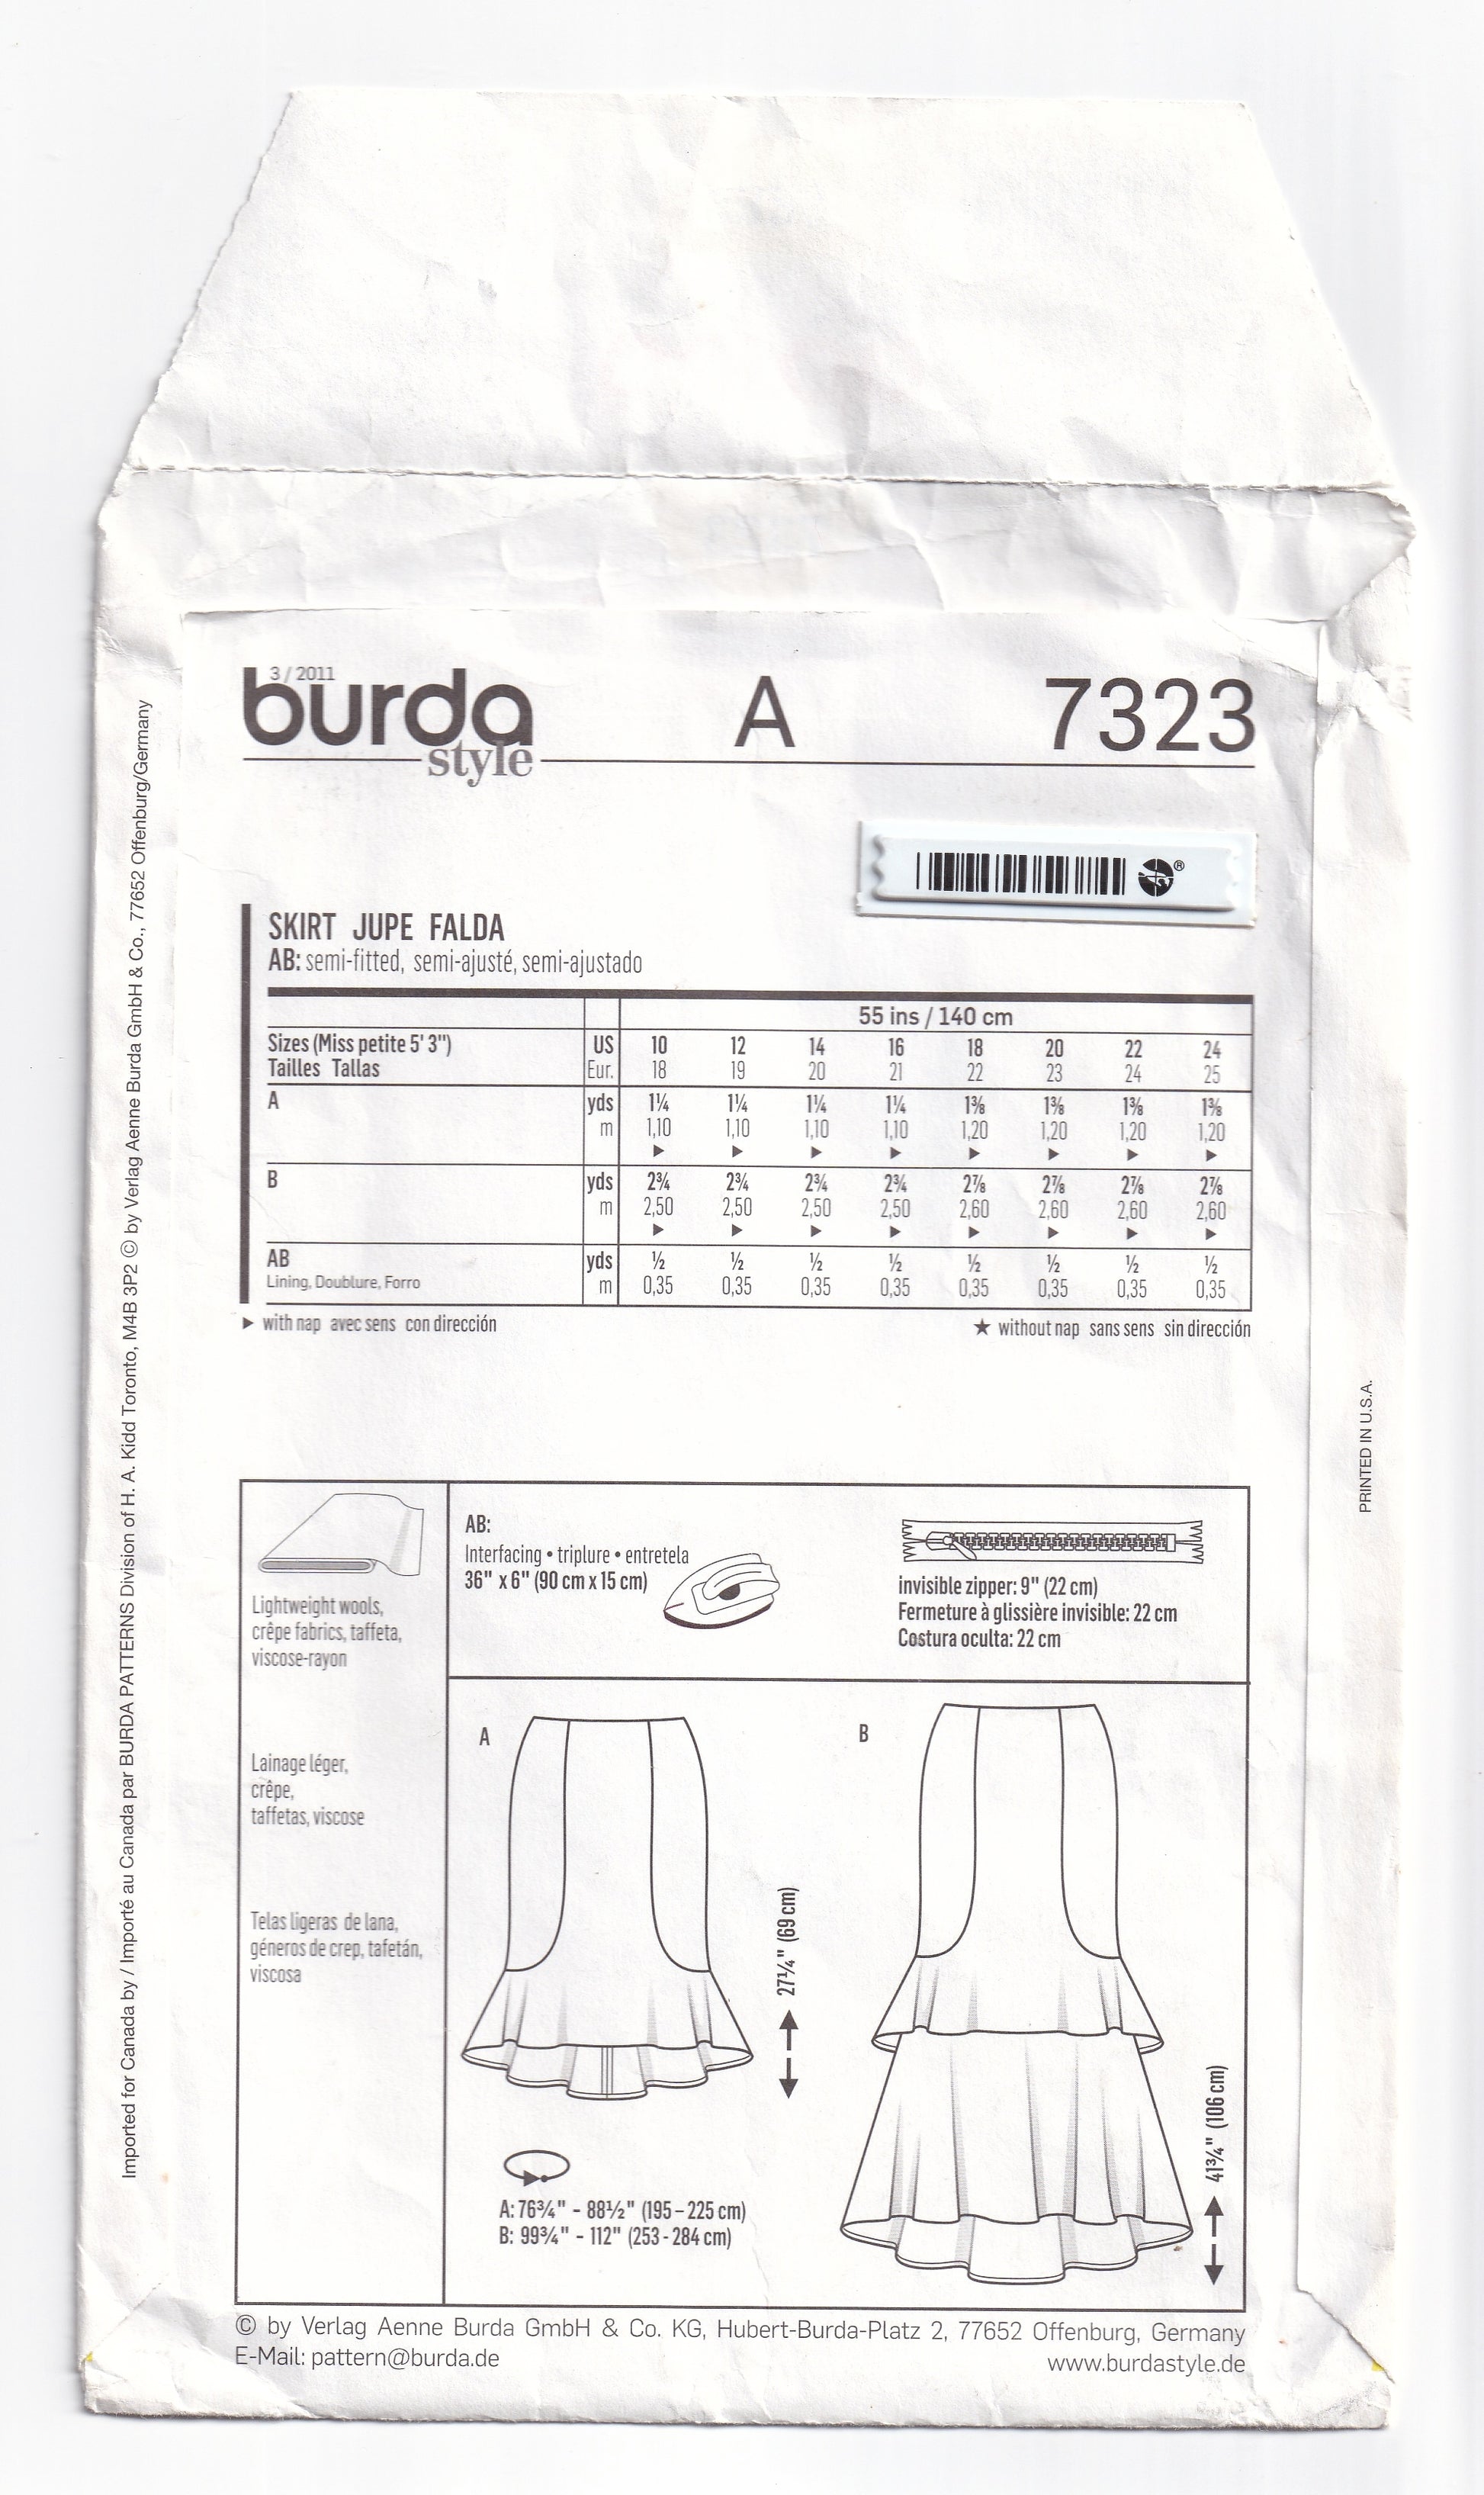 3 / 2011
burda
style
A
7323
®
SKIRT JUPE FALDA
AB: semi-fitted, semi-ajusté, semi-ajustado
55 ins / 140 cm
Sizes (Miss petite 5' 3") US 10 12 14 16 18 20 22 24
Tailles Tallas Eur. 18 19 20 21 22 23 24 25
A yds 1¼ 1¼ 1¼ 1¼ 1⅜ 1⅜ 1⅜ 1⅜
m 1,10 1,10 1,10 1,10 1,20 1,20 1,20 1,20
► ► ► ► ► ► ► ►
B yds 2¾ 2¾ 2¾ 2¾ 2⅞ 2⅞ 2⅞ 2⅞
m 2,50 2,50 2,50 2,50 2,60 2,60 2,60 2,60
► ► ► ► ► ► ► ►
AB yds ½ ½ ½ ½ ½ ½ ½ ½
Lining, Doublure, Forro m 0,35 0,35 0,35 0,35 0,35 0,35 0,35 0,35
► with nap avec sens con dirección
★ without nap sans sens sin dirección
Lightweight wools,
crêpe fabrics, taffeta,
viscose-rayon
Lainage léger,
crêpe,
taffetas, viscose
Telas ligeras de lana,
géneros de crep, tafetán,
viscosa
AB:
Interfacing • triplure • entretela
36" x 6" (90 cm x 15 cm)
invisible zipper: 9" (22 cm)
Fermeture à glissière invisible: 22 cm
Costura oculta: 22 cm
A
27¼" (69 cm)
B
41¾" (106 cm)
A: 76¾" - 88½" (195 – 225 cm)
B: 99¾" - 112" (253 - 284 cm)
© by Verlag Aenne Burda GmbH & Co. KG, Hubert-Burda-Platz 2, 77652 Offenburg, Germany
E-Mail: pattern@burda.de
www.burdastyle.de
Imported for Canada by / Importé au Canada par BURDA PATTERNS Division of H. A. Kidd Toronto, M4B 3P2 © by Verlag Aenne Burda GmbH & Co., 77652 Offenburg/Germany
PRINTED IN U.S.A.